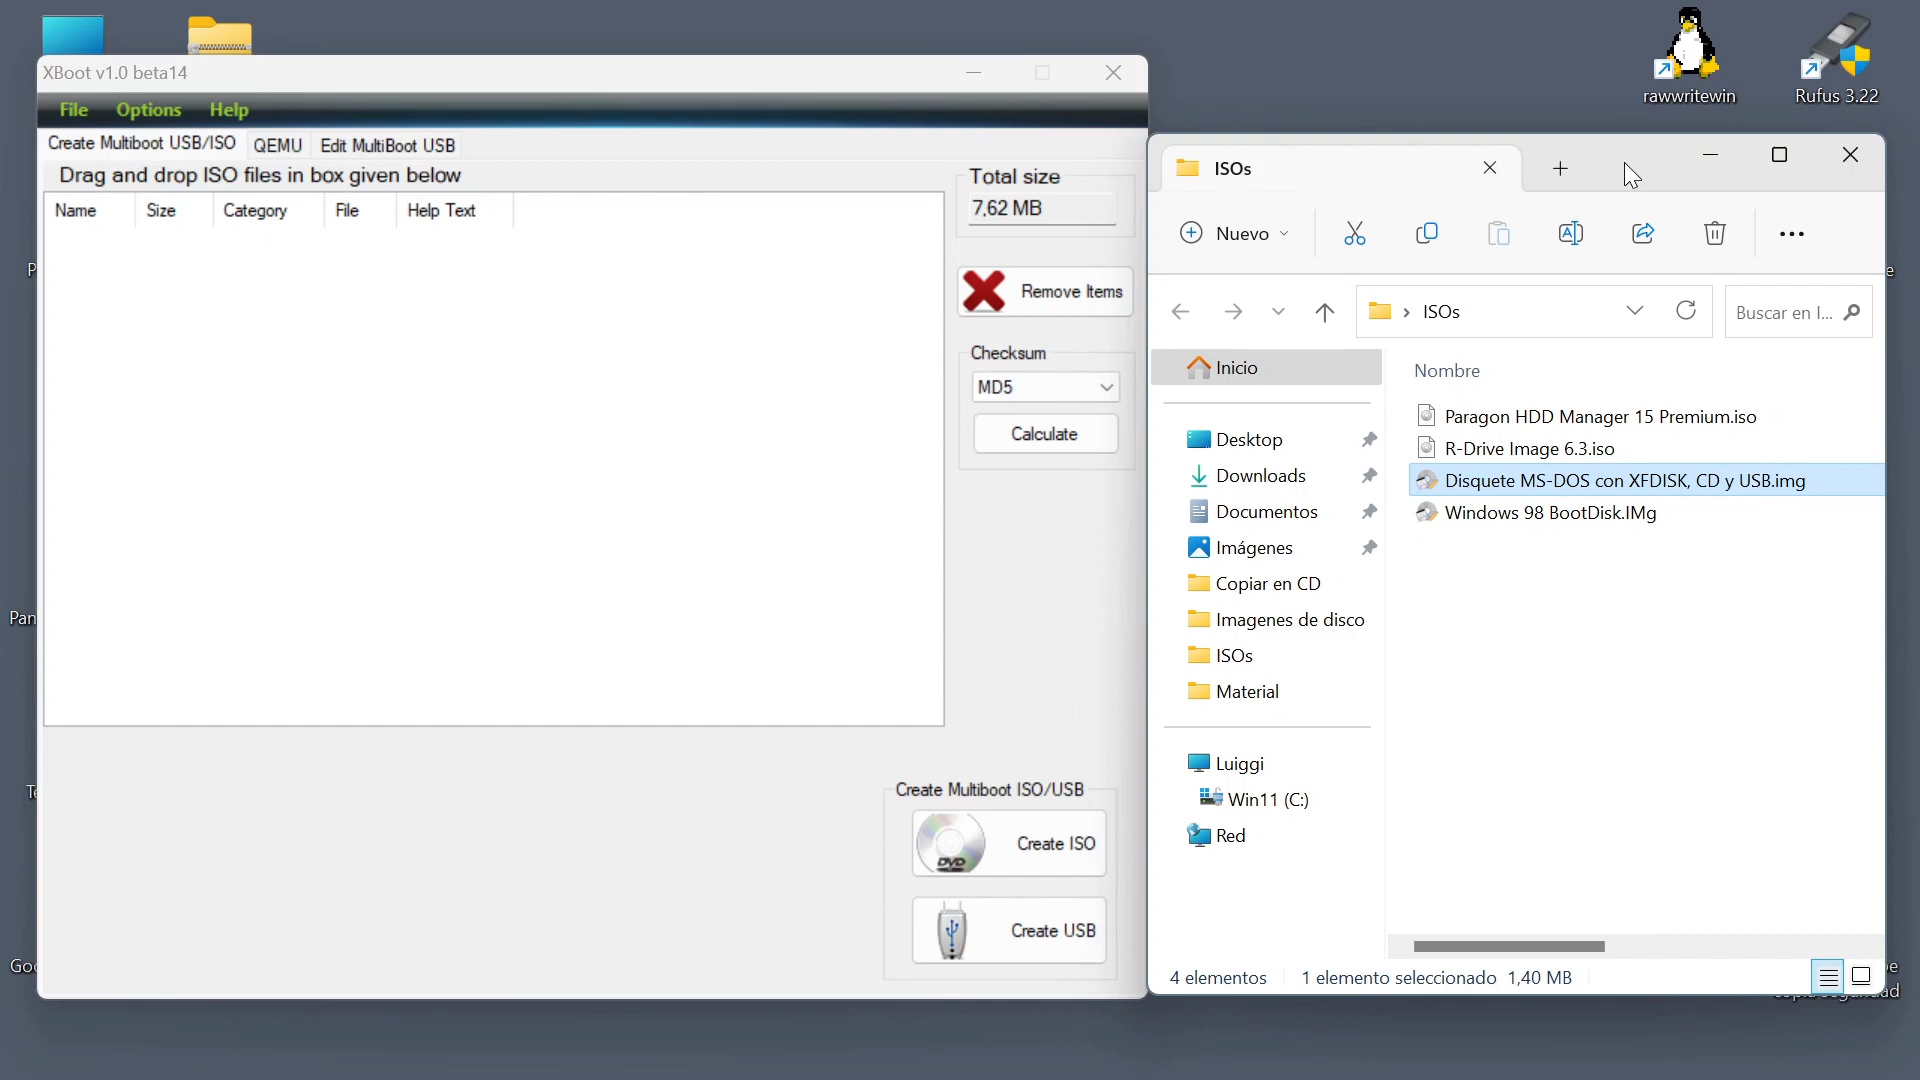 rawwritewin
Rufus 3.22
XBoot v1.0 beta14
File Options Help
Create Multiboot USB/ISO QEMU Edit MultiBoot USB
Drag and drop ISO files in box given below
Name Size Category File Help Text
Total size
7,62 MB
Remove Items
Checksum
MD5
Calculate
Create Multiboot ISO/USB
DVD
Create ISO
Create USB
ISOs
Nuevo
ISOs
Buscar en I...
Inicio
Desktop
Downloads
Documentos
Imágenes
Copiar en CD
Imagenes de disco
ISOs
Material
Luiggi
Win11 (C:)
Red
Nombre
Paragon HDD Manager 15 Premium.iso
R-Drive Image 6.3.iso
Disquete MS-DOS con XFDISK, CD y USB.img
Windows 98 BootDisk.IMg
4 elementos 1 elemento seleccionado 1,40 MB
P
Pan
Te
Goo
e